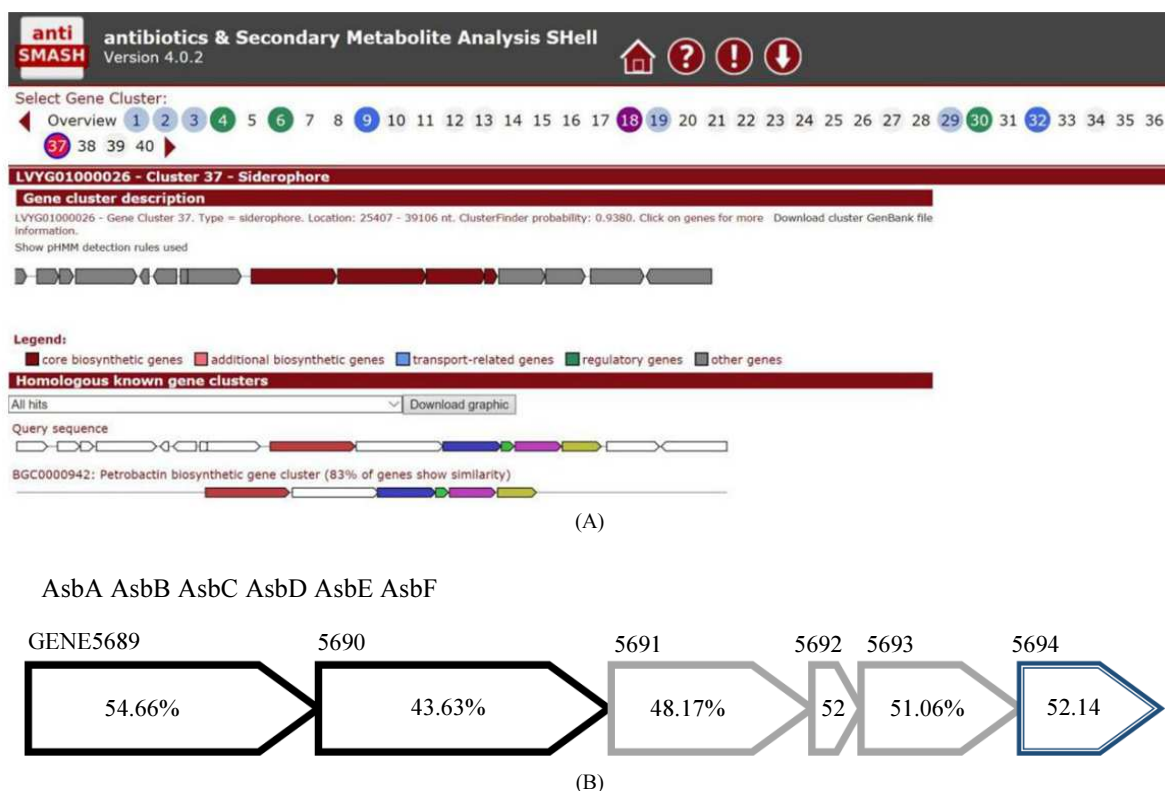 anti
SMASH
antibiotics & Secondary Metabolite Analysis SHell
Version 4.0.2
? !
Select Gene Cluster:
Overview 1 2 3 4 5 6 7 8 9 10 11 12 13 14 15 16 17 18 19 20 21 22 23 24 25 26 27 28 29 30 31 32 33 34 35 36
37 38 39 40
LVYG01000026 - Cluster 37 - Siderophore
Gene cluster description
LVYG01000026 - Gene Cluster 37. Type = siderophore. Location: 25407 - 39106 nt. ClusterFinder probability: 0.9380. Click on genes for more Download cluster GenBank file
information.
Show pHMM detection rules used
Legend:
core biosynthetic genes additional biosynthetic genes transport-related genes regulatory genes other genes
Homologous known gene clusters
All hits Download graphic
Query sequence
BGC0000942: Petrobactin biosynthetic gene cluster (83% of genes show similarity)
(A)
AsbA AsbB AsbC AsbD AsbE AsbF
GENE5689 5690 5691 5692 5693 5694
54.66% 43.63% 48.17% 52 51.06% 52.14
(B)